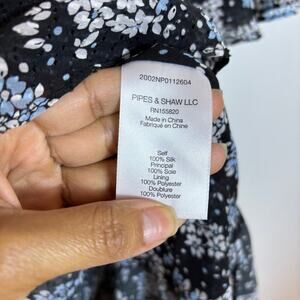 2002NP0112604
PIPES & SHAW LLC
RN155820
Made in China
Fabriqué en Chine
Self
100% Silk
Principal
100% Soie
Lining
100% Polyester
Doublure
100% Polyester